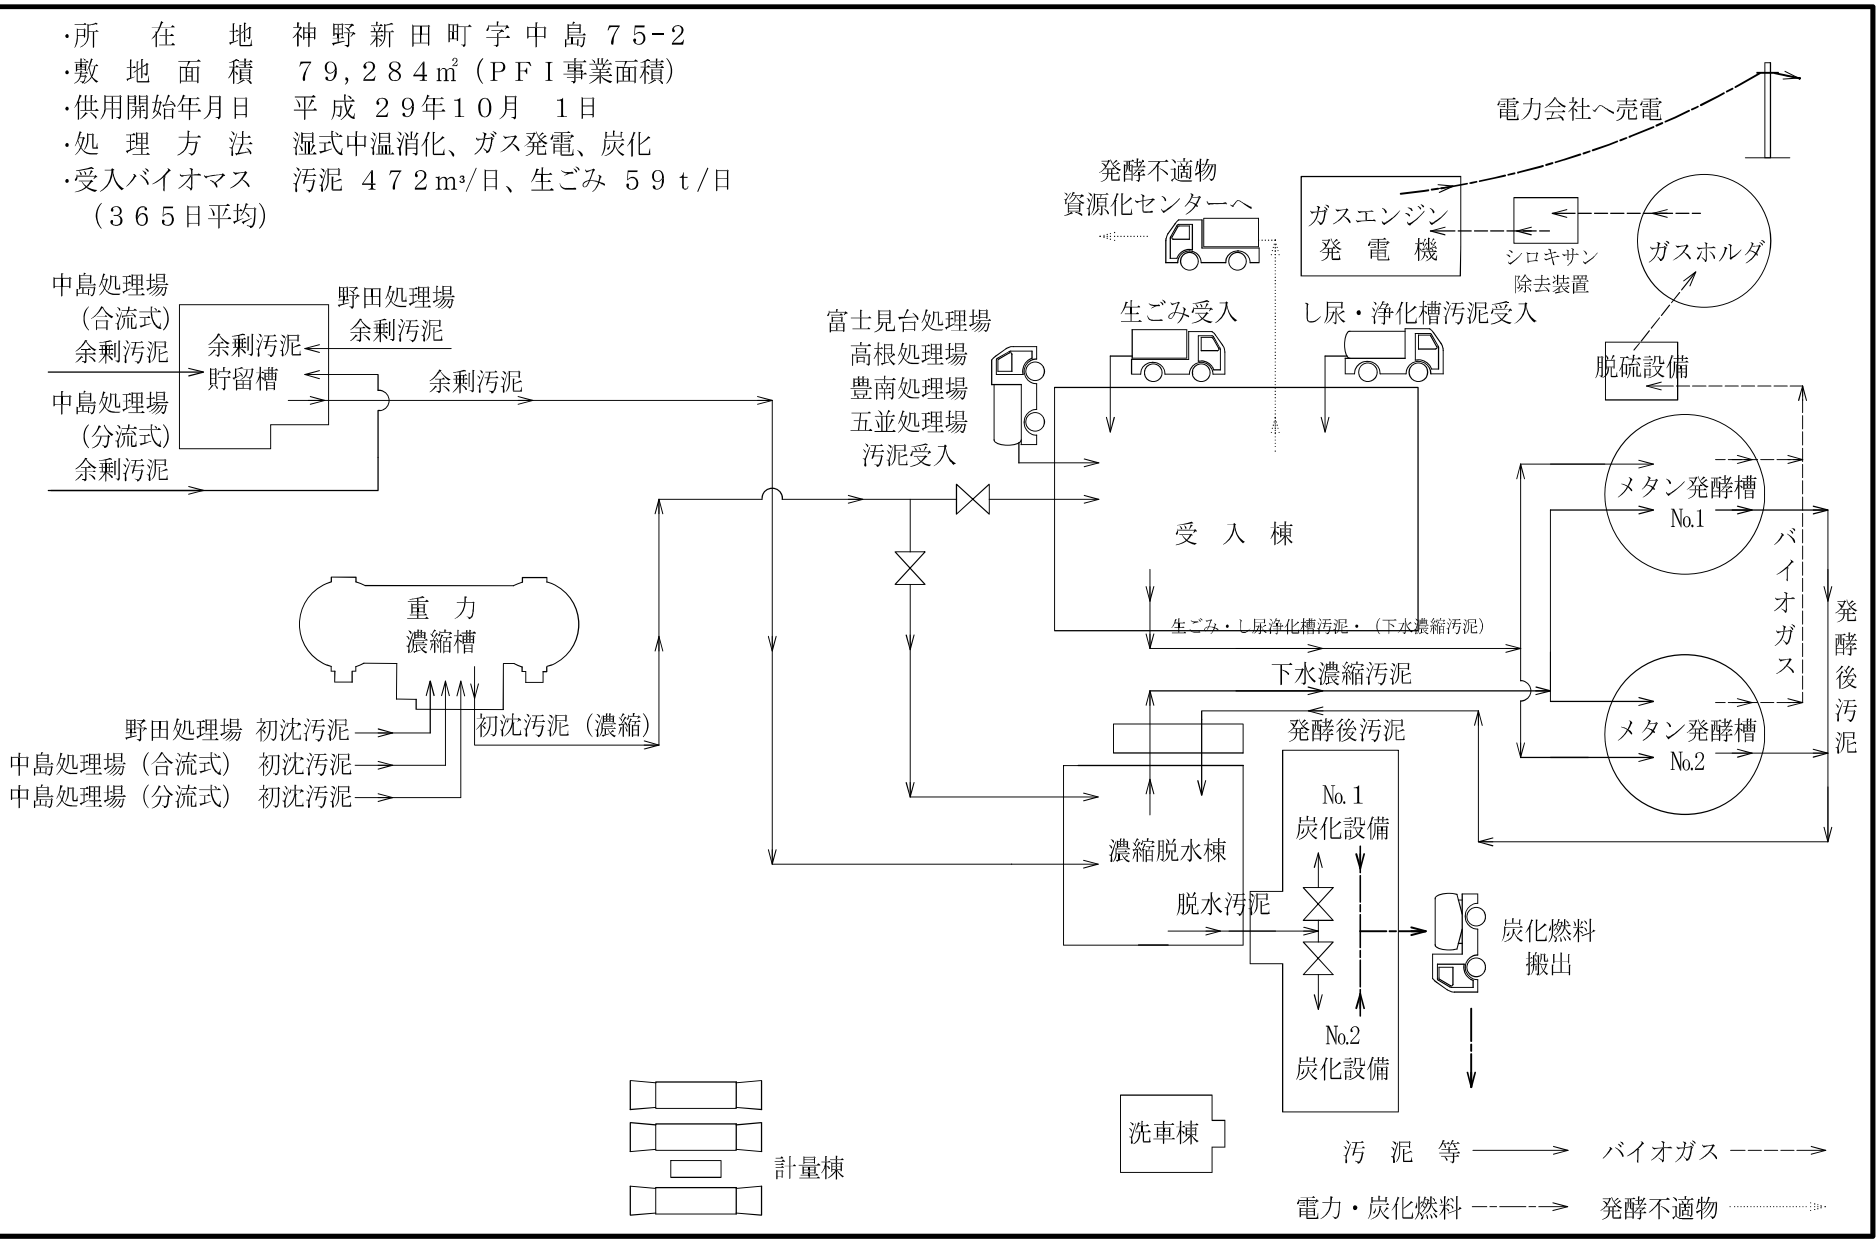 ・所在地　神野新田町字中島７５-２
・敷地面積　７９,２８４㎡（ＰＦＩ事業面積）
・供用開始年月日　平成２９年１０月　１日
・処理方法　湿式中温消化、ガス発電、炭化
・受入バイオマス　汚泥 ４７２m³/日、生ごみ ５９ｔ/日
（３６５日平均）
電力会社へ売電
発酵不適物
資源化センターへ
ガスエンジン
発電機
シロキサン
除去装置
ガスホルダ
中島処理場
（合流式）
余剰汚泥
余剰汚泥
貯留槽
野田処理場
余剰汚泥
余剰汚泥
中島処理場
（分流式）
余剰汚泥
富士見台処理場
高根処理場
豊南処理場
五並処理場
汚泥受入
生ごみ受入
し尿・浄化槽汚泥受入
脱硫設備
受入棟
メタン発酵槽
No.1
バイオガス
発酵後汚泥
重力
濃縮槽
生ごみ・し尿浄化槽汚泥・（下水濃縮汚泥）
下水濃縮汚泥
発酵後汚泥
メタン発酵槽
No.2
初沈汚泥（濃縮）
野田処理場 初沈汚泥
中島処理場（合流式） 初沈汚泥
中島処理場（分流式） 初沈汚泥
No.1
炭化設備
濃縮脱水棟
脱水汚泥
炭化燃料
搬出
No.2
炭化設備
洗車棟
計量棟
汚泥等
バイオガス
電力・炭化燃料
発酵不適物